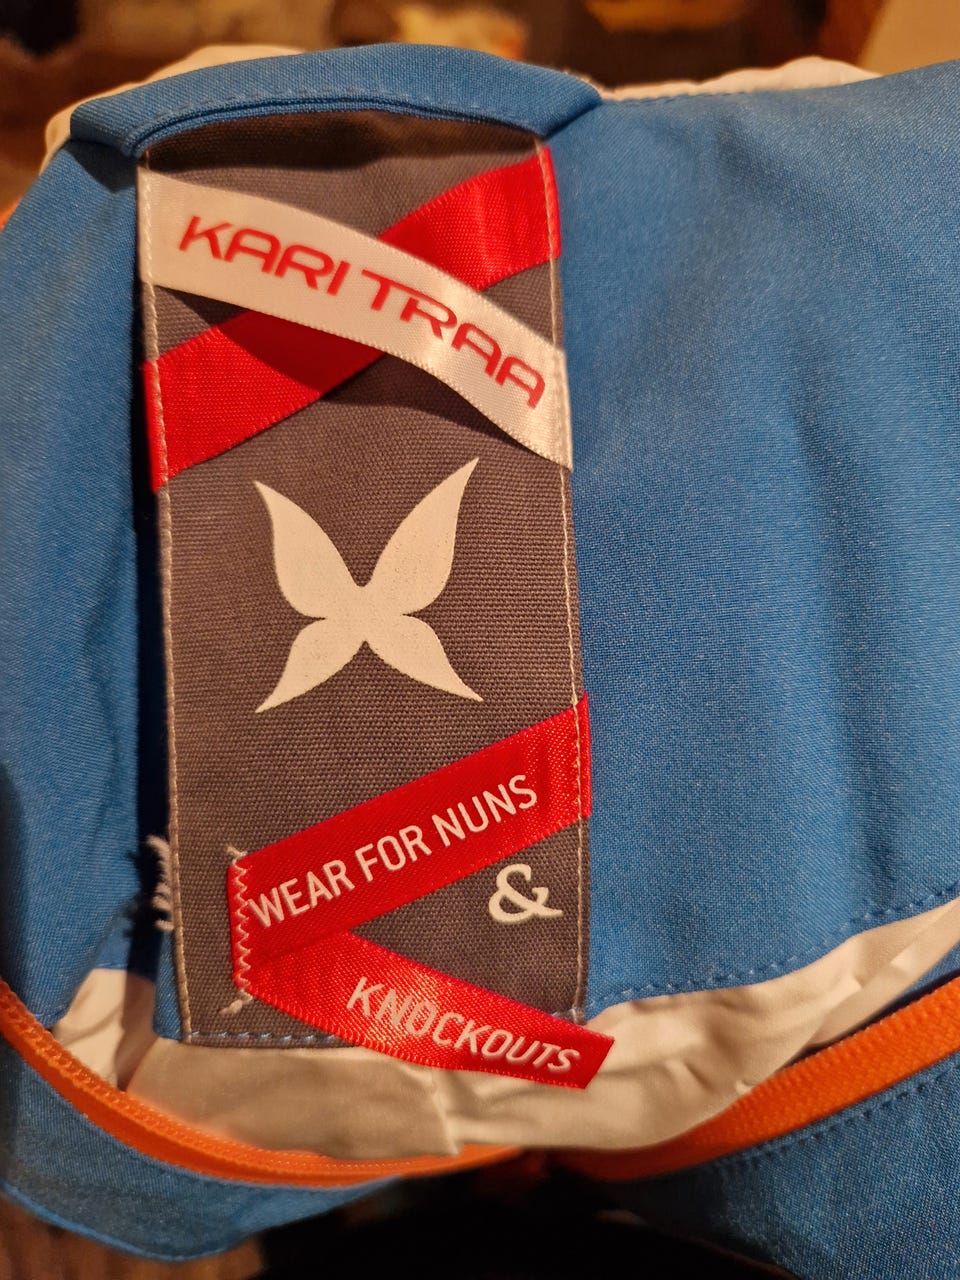 KARI TRAA
WEAR FOR NUNS
&
KNOCKOUTS